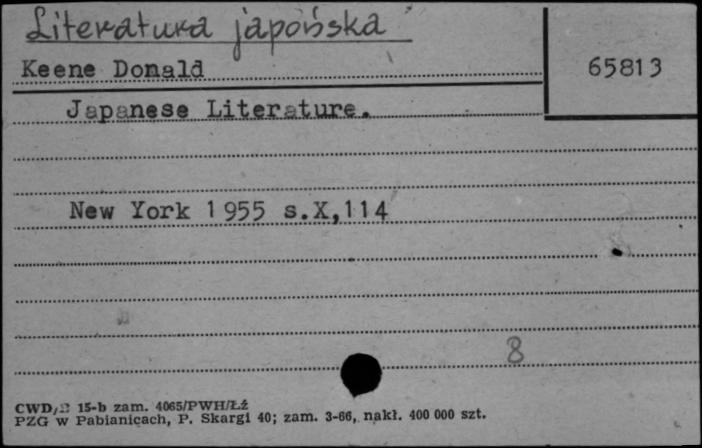 Literatura japońska
Keene Donald
65813
Japanese Literature.
New York 1955 s.X,114
8
CWD, 15-b zam. 4065/PWH/Łź
PZG w Pabianicach, P. Skargi 40; zam. 3-66, nakł. 400 000 szt.